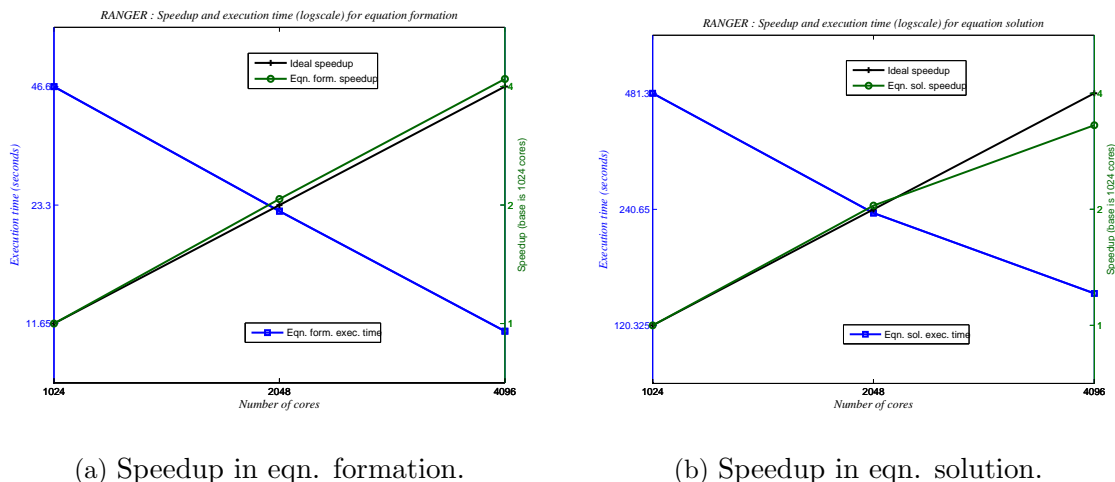 RANGER : Speedup and execution time (logscale) for equation formation
Ideal speedup
Eqn. form. speedup
46.6
23.3
11.65
Execution time (seconds)
4
2
1
Speedup (base is 1024 cores)
Eqn. form. exec. time
1024
2048
4096
Number of cores
(a) Speedup in eqn. formation.
RANGER : Speedup and execution time (logscale) for equation solution
Ideal speedup
Eqn. sol. speedup
481.3
240.65
120.325
Execution time (seconds)
4
2
1
Speedup (base is 1024 cores)
Eqn. sol. exec. time
1024
2048
4096
Number of cores
(b) Speedup in eqn. solution.